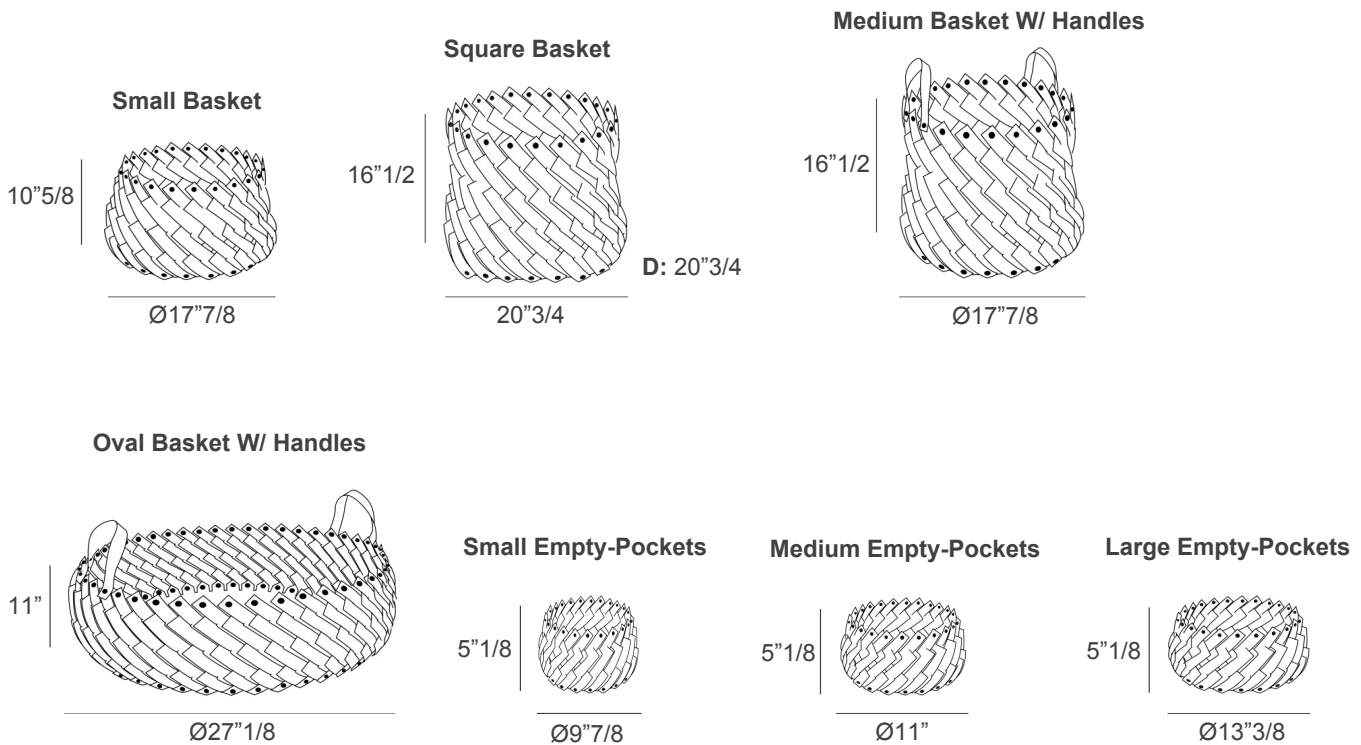 Small Basket
10”5/8
Ø17”7/8
Square Basket
16”1/2
D: 20”3/4
20”3/4
Medium Basket W/ Handles
16”1/2
Ø17”7/8
Oval Basket W/ Handles
11”
Ø27”1/8
Small Empty-Pockets
5”1/8
Ø9”7/8
Medium Empty-Pockets
5”1/8
Ø11”
Large Empty-Pockets
5”1/8
Ø13”3/8